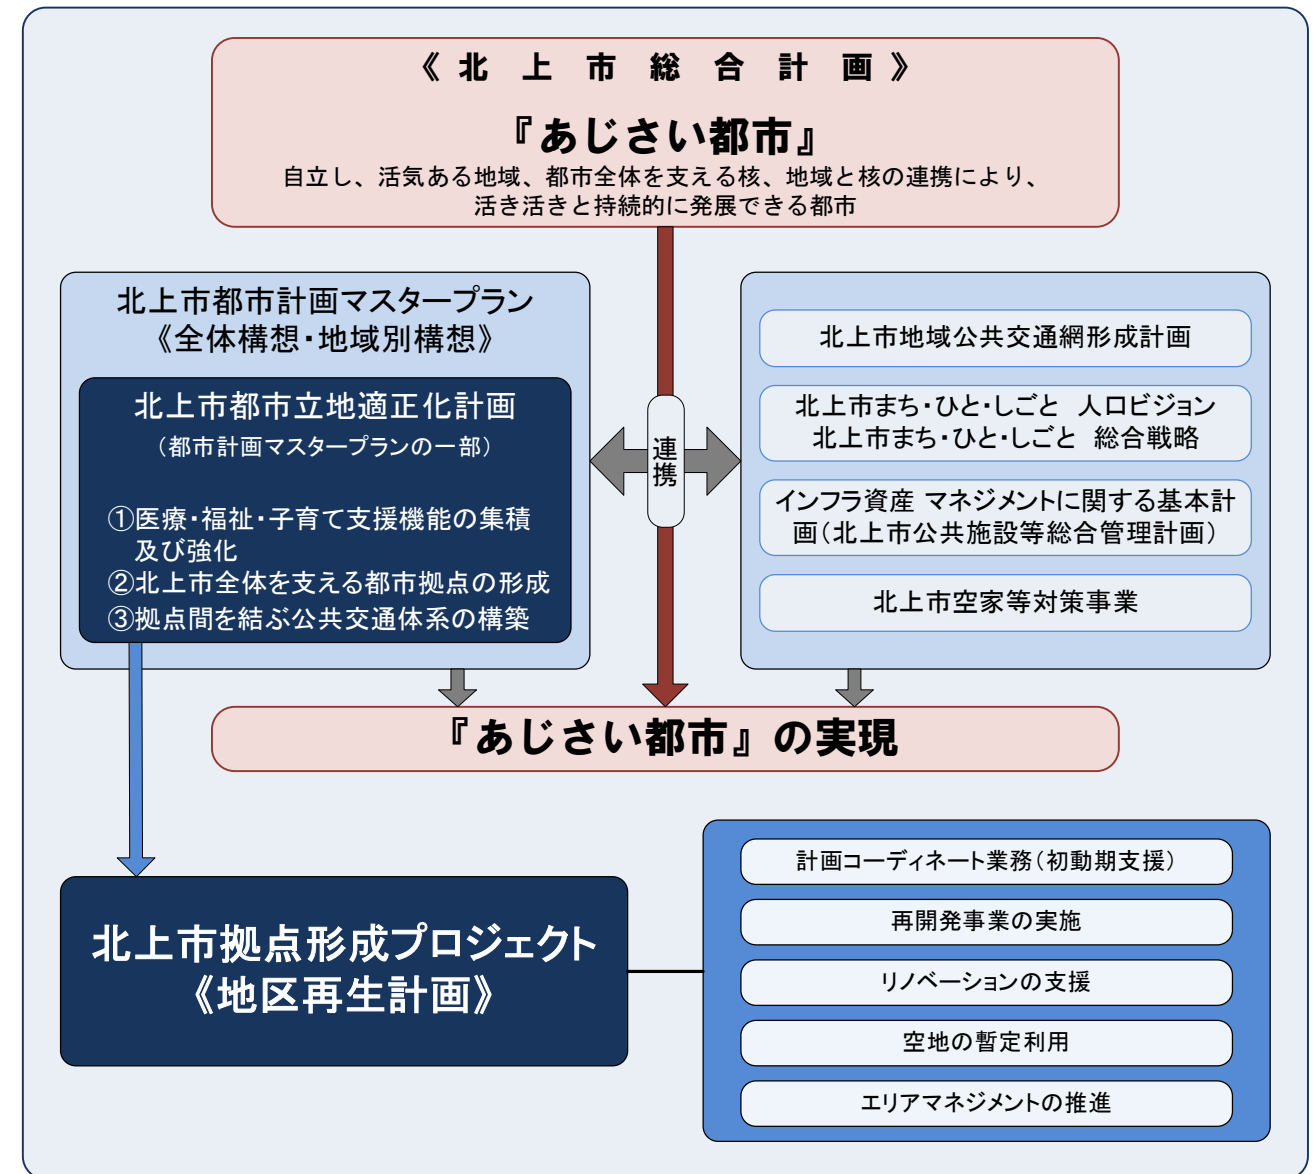 《 北 上 市 総 合 計 画 》
『あじさい都市』
自立し、活気ある地域、都市全体を支える核、地域と核の連携により、
活き活きと持続的に発展できる都市
北上市都市計画マスタープラン
《全体構想・地域別構想》
北上市都市立地適正化計画
（都市計画マスタープランの一部）
①医療・福祉・子育て支援機能の集積
及び強化
②北上市全体を支える都市拠点の形成
③拠点間を結ぶ公共交通体系の構築
連携
北上市地域公共交通網形成計画
北上市まち・ひと・しごと 人口ビジョン
北上市まち・ひと・しごと 総合戦略
インフラ資産 マネジメントに関する基本計
画（北上市公共施設等総合管理計画）
北上市空家等対策事業
『あじさい都市』の実現
北上市拠点形成プロジェクト
《地区再生計画》
計画コーディネート業務（初動期支援）
再開発事業の実施
リノベーションの支援
空地の暫定利用
エリアマネジメントの推進